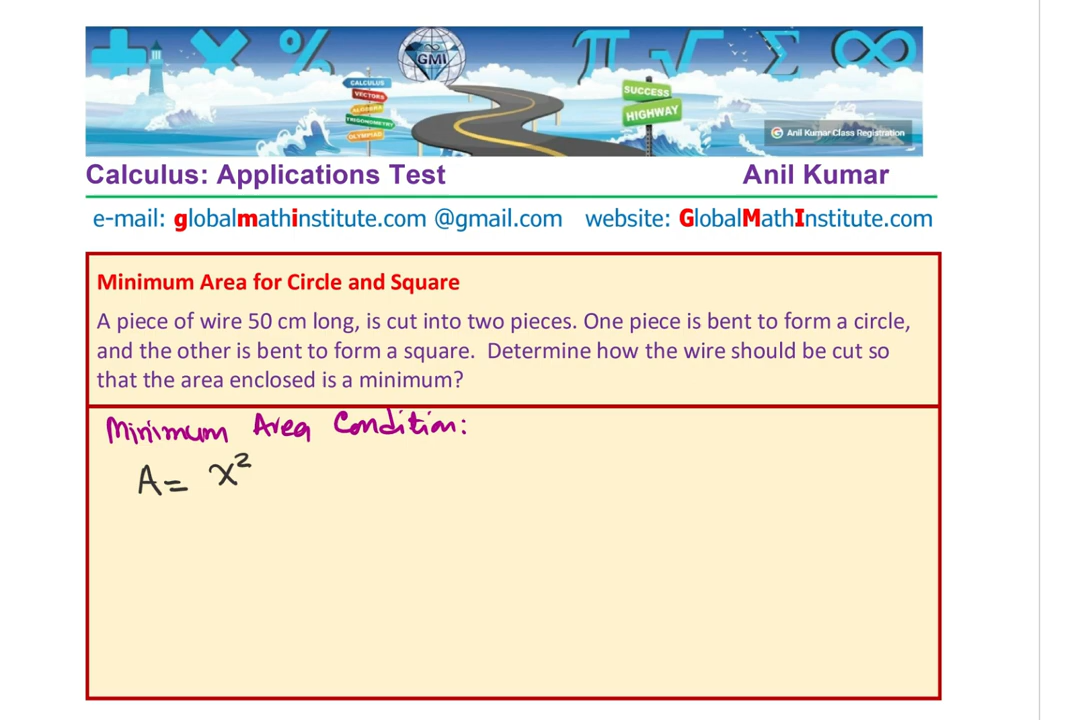 GMI
CALCULUS
VECTORS
ALGEBRA
TRIGONOMETRY
OLYMPIAD
SUCCESS
HIGHWAY
Anil Kumar Class Registration
Calculus: Applications Test Anil Kumar
e-mail: globalmathinstitute.com @gmail.com website: GlobalMathInstitute.com
Minimum Area for Circle and Square
A piece of wire 50 cm long, is cut into two pieces. One piece is bent to form a circle,
and the other is bent to form a square. Determine how the wire should be cut so
that the area enclosed is a minimum?
Minimum Area Condition:
A = x²